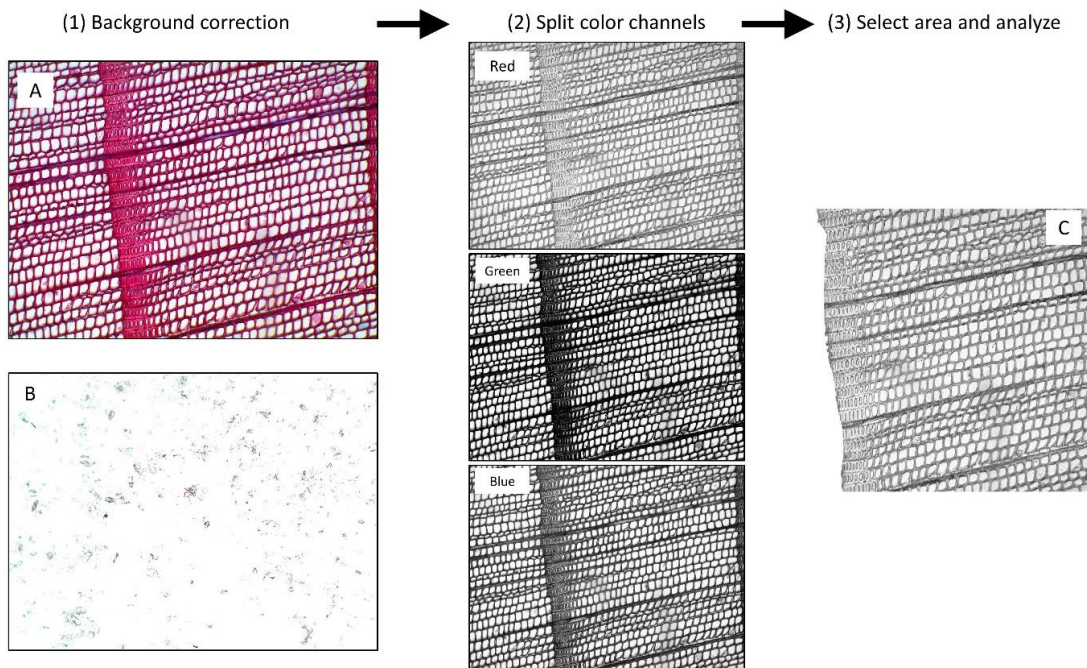 (1) Background correction
(2) Split color channels
(3) Select area and analyze
A
B
Red
Green
Blue
C